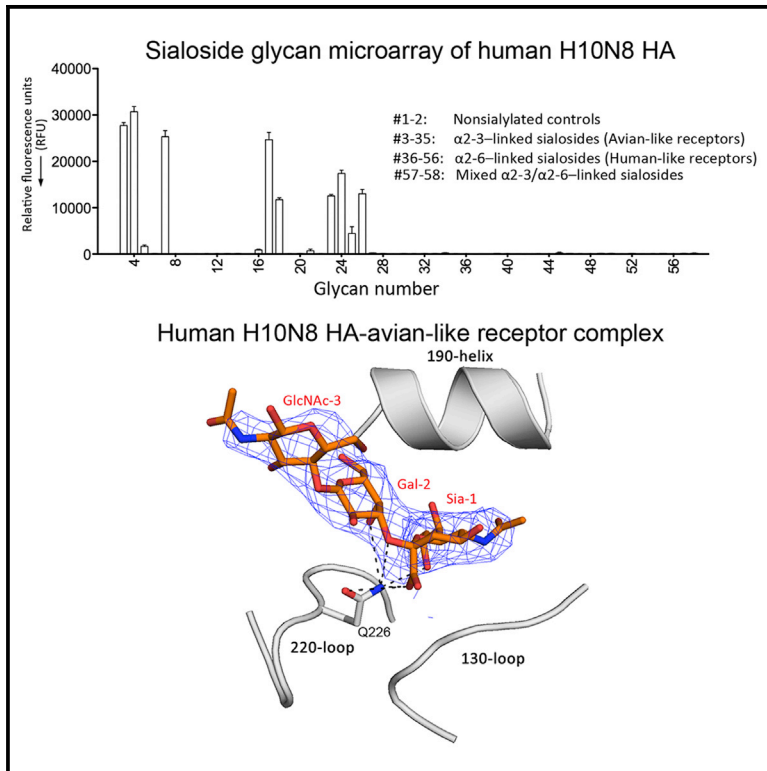 Sialoside glycan microarray of human H10N8 HA
Relative fluorescence units
(RFU)
40000
30000
20000
10000
0
#1-2: Nonsialylated controls
#3-35: α2-3–linked sialosides (Avian-like receptors)
#36-56: α2-6–linked sialosides (Human-like receptors)
#57-58: Mixed α2-3/α2-6–linked sialosides
4 8 12 16 20 24 28 32 36 40 44 48 52 56
Glycan number
Human H10N8 HA-avian-like receptor complex
190-helix
GlcNAc-3
Gal-2
Sia-1
Q226
220-loop
130-loop